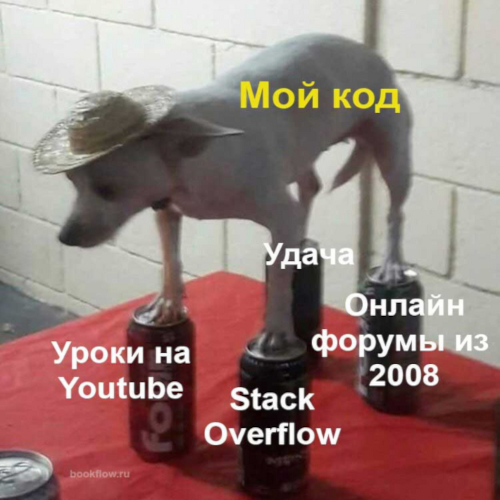 Мой код
Удача
Онлайн
форумы из
2008
Уроки на
Youtube
Stack
Overflow
bookflow.ru